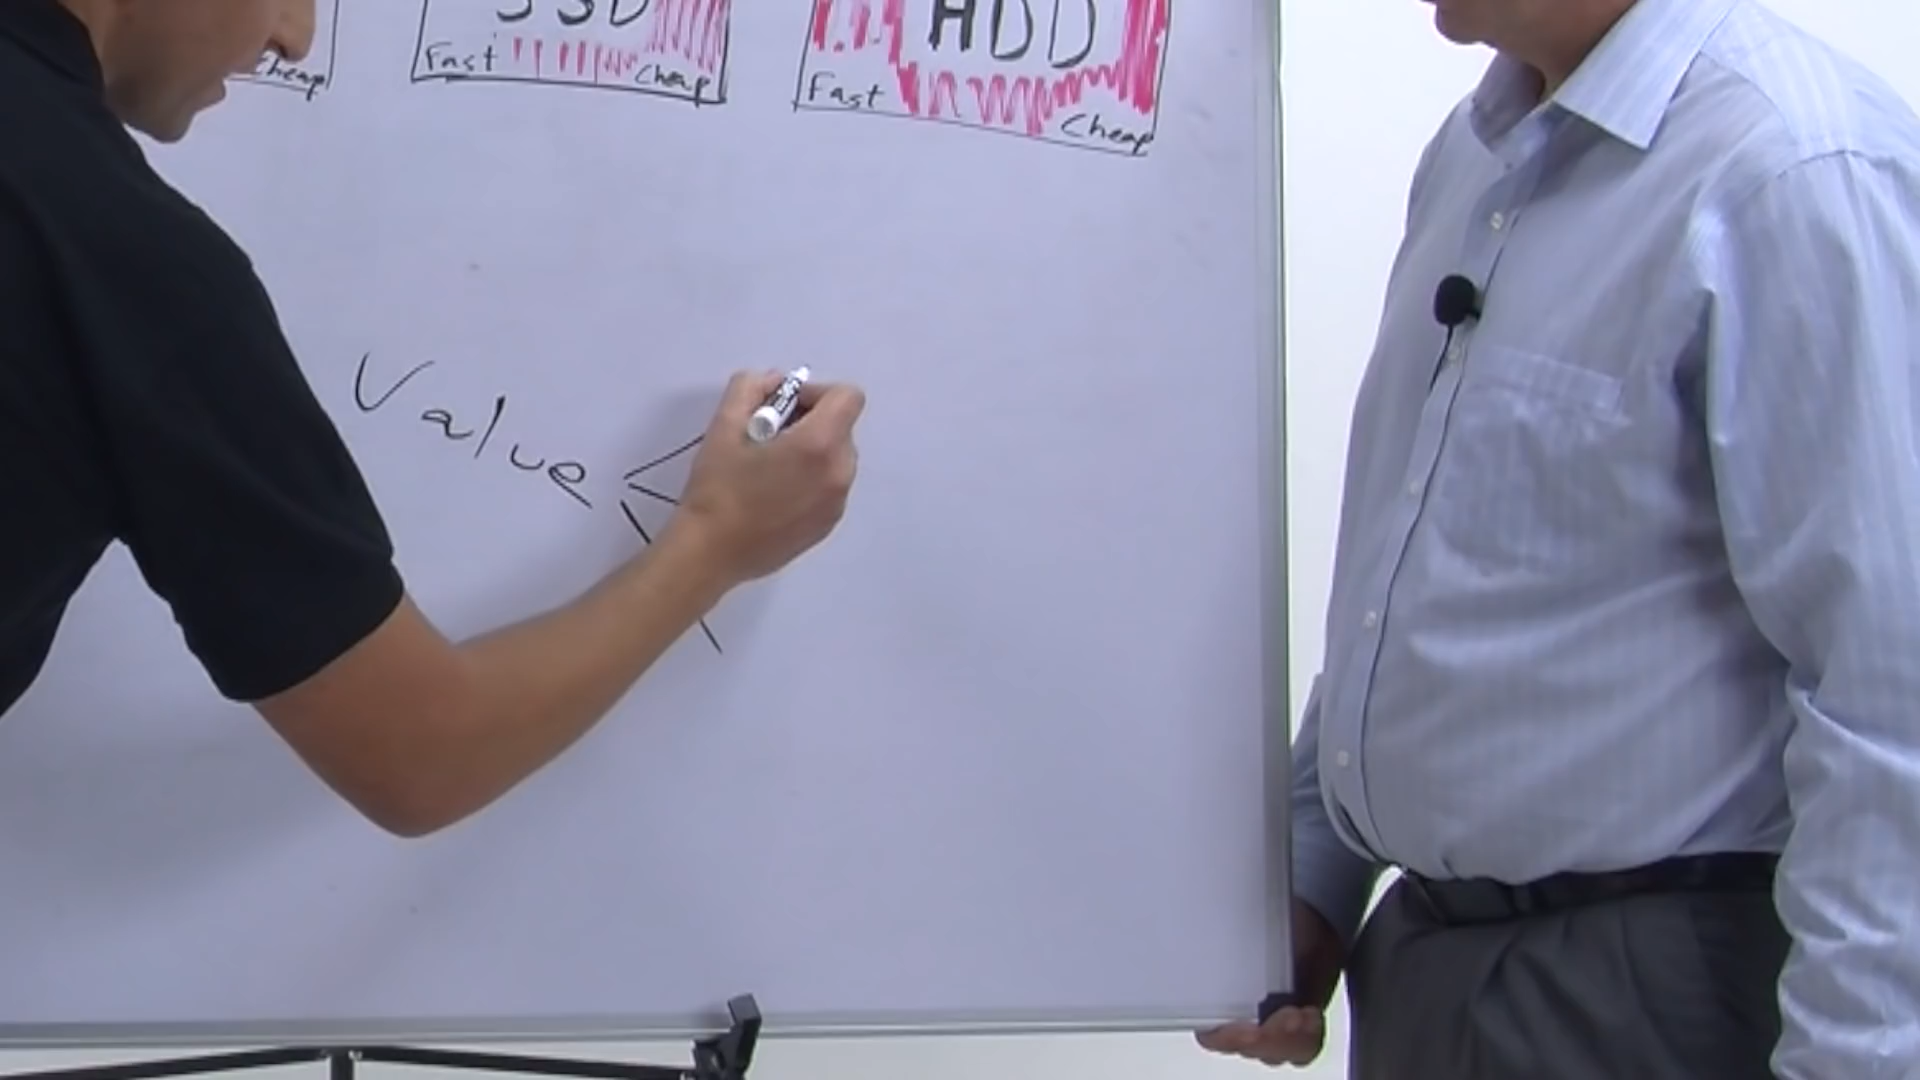 SSD
HDD
Cheap
Fast
Cheap
Fast
Cheap
Value